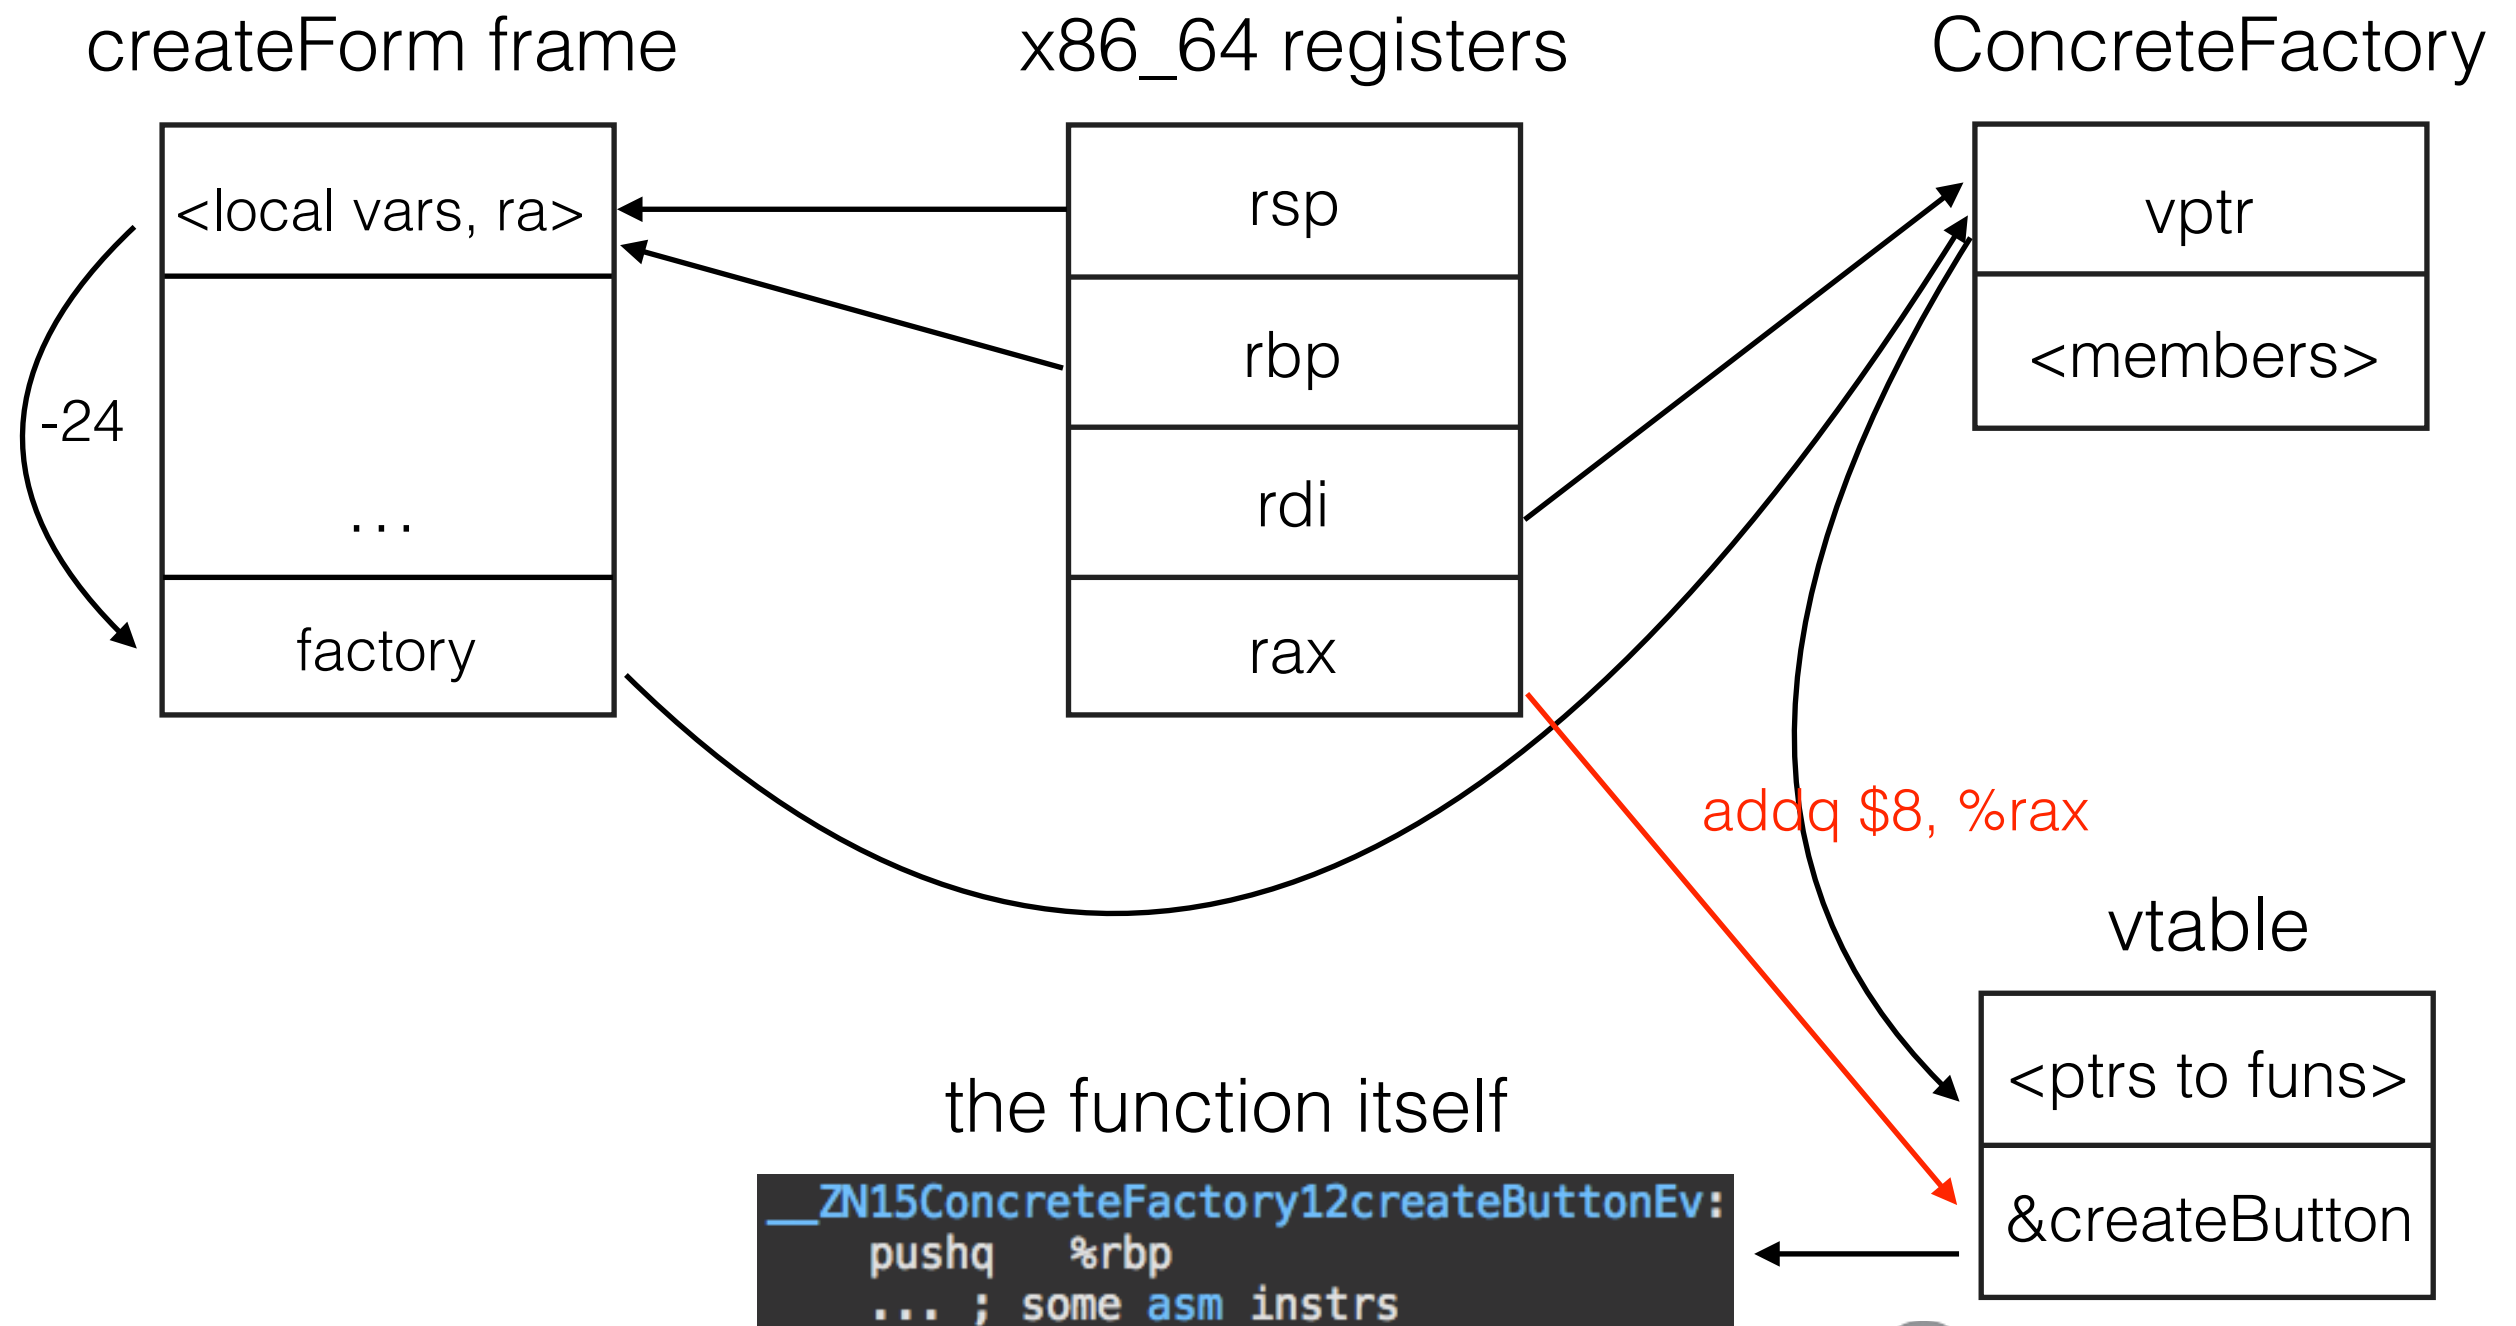 createForm frame
x86_64 registers
ConcreteFactory
<local vars, ra>
...
factory
-24
rsp
rbp
rdi
rax
vptr
<members>
addq $8, %rax
vtable
<ptrs to funs>
&createButton
the function itself
__ZN15ConcreteFactory12createButtonEv:
pushq %rbp
... ; some asm instrs